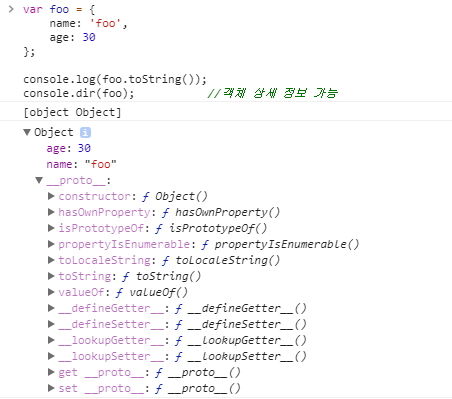 > var foo = {
name: 'foo',
age: 30
};
console.log(foo.toString());
console.dir(foo); //객체 상세 정보 가능
[object Object]
▼Object i
age: 30
name: "foo"
▼__proto__:
▶constructor: ƒ Object()
▶hasOwnProperty: ƒ hasOwnProperty()
▶isPrototypeOf: ƒ isPrototypeOf()
▶propertyIsEnumerable: ƒ propertyIsEnumerable()
▶toLocaleString: ƒ toLocaleString()
▶toString: ƒ toString()
▶valueOf: ƒ valueOf()
▶__defineGetter__: ƒ __defineGetter__()
▶__defineSetter__: ƒ __defineSetter__()
▶__lookupGetter__: ƒ __lookupGetter__()
▶__lookupSetter__: ƒ __lookupSetter__()
▶get __proto__: ƒ __proto__()
▶set __proto__: ƒ __proto__()